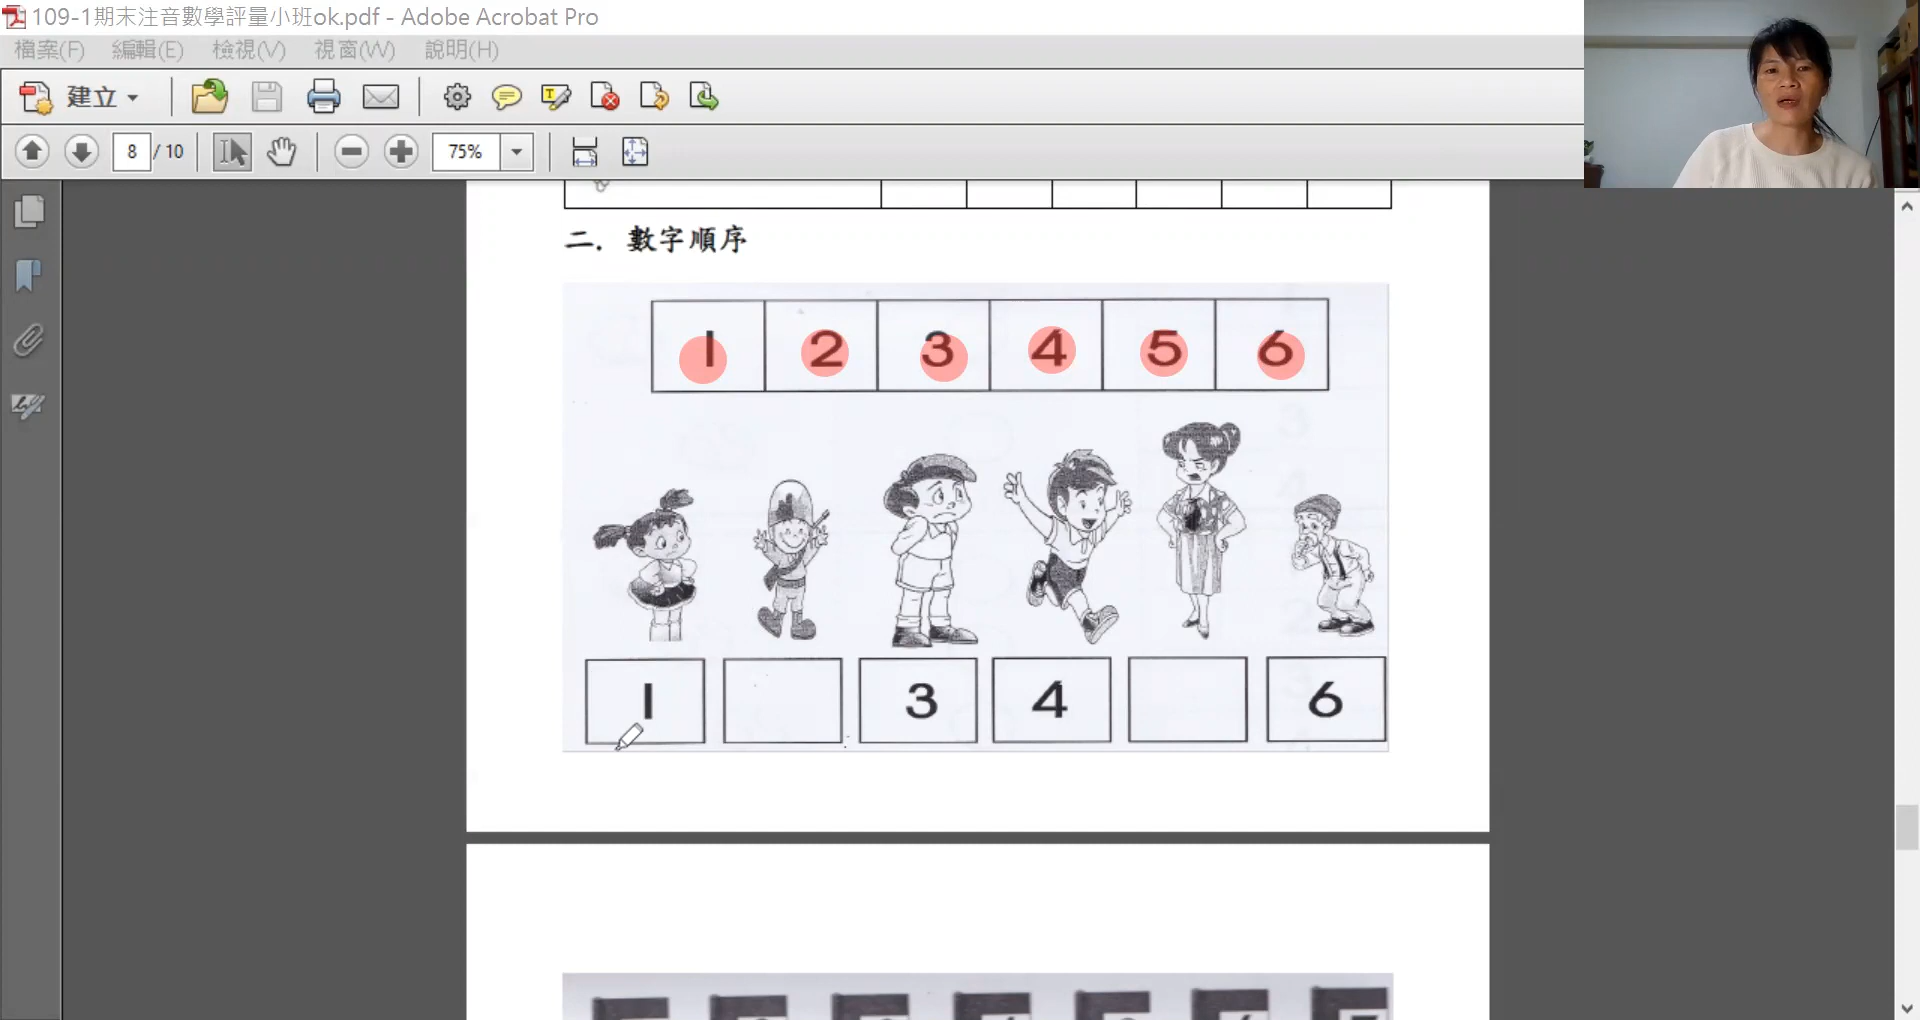 109-1期末注音數學評量小班ok.pdf - Adobe Acrobat Pro
檔案(F) 編輯(E) 檢視(V) 視窗(W) 說明(H)
建立
8 / 10 75%
二. 數字順序
1 2 3 4 5 6
1 3 4 6